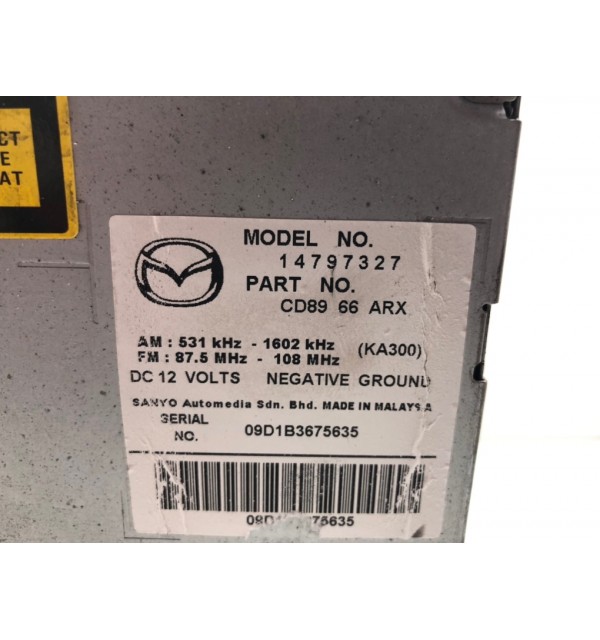 CT
E
AT
MODEL NO.
14797327
PART NO.
CD89 66 ARX
AM : 531 kHz - 1602 kHz (KA300)
FM : 87.5 MHz - 108 MHz
DC 12 VOLTS NEGATIVE GROUND
SANYO Automedia Sdn. Bhd. MADE IN MALAYSIA
SERIAL
NO. 09D1B3675635
09D1B3675635